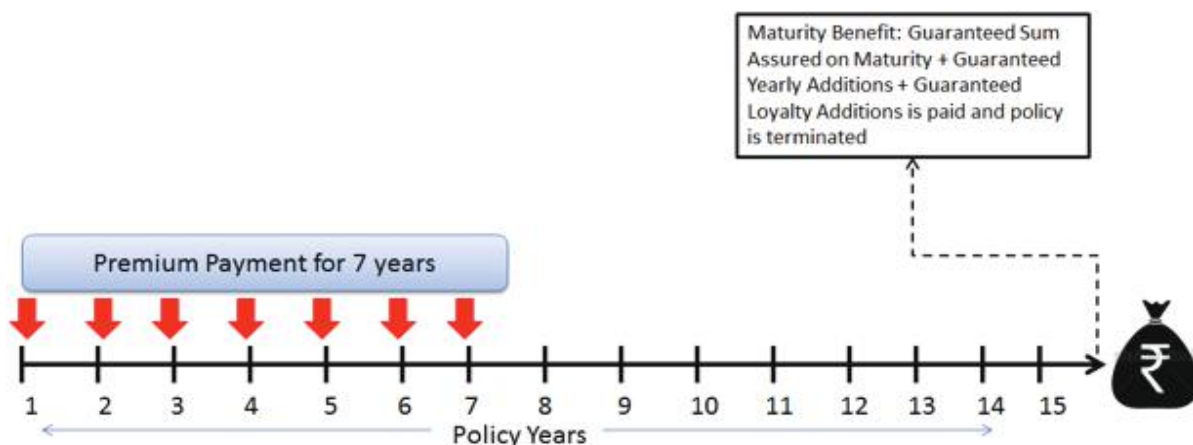 Maturity Benefit: Guaranteed Sum
Assured on Maturity + Guaranteed
Yearly Additions + Guaranteed
Loyalty Additions is paid and policy
is terminated
Premium Payment for 7 years
1 2 3 4 5 6 7 8 9 10 11 12 13 14 15
₹
Policy Years